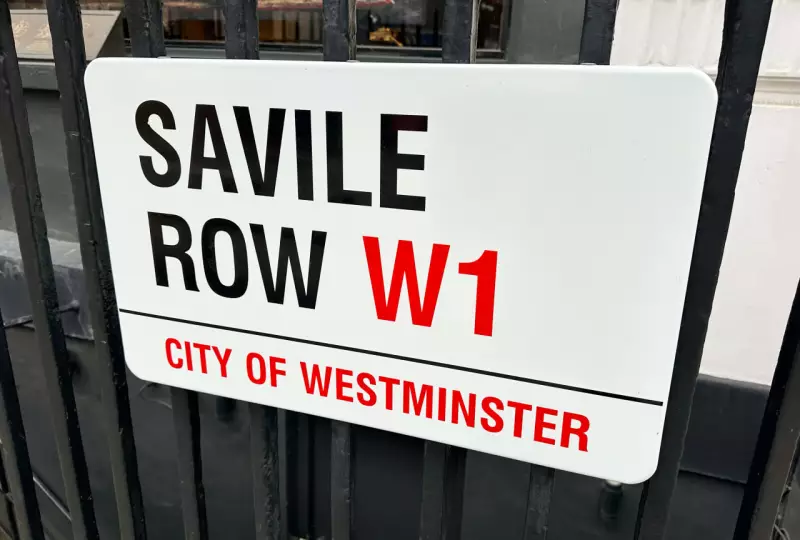 SAVILE
ROW W1
CITY OF WESTMINSTER